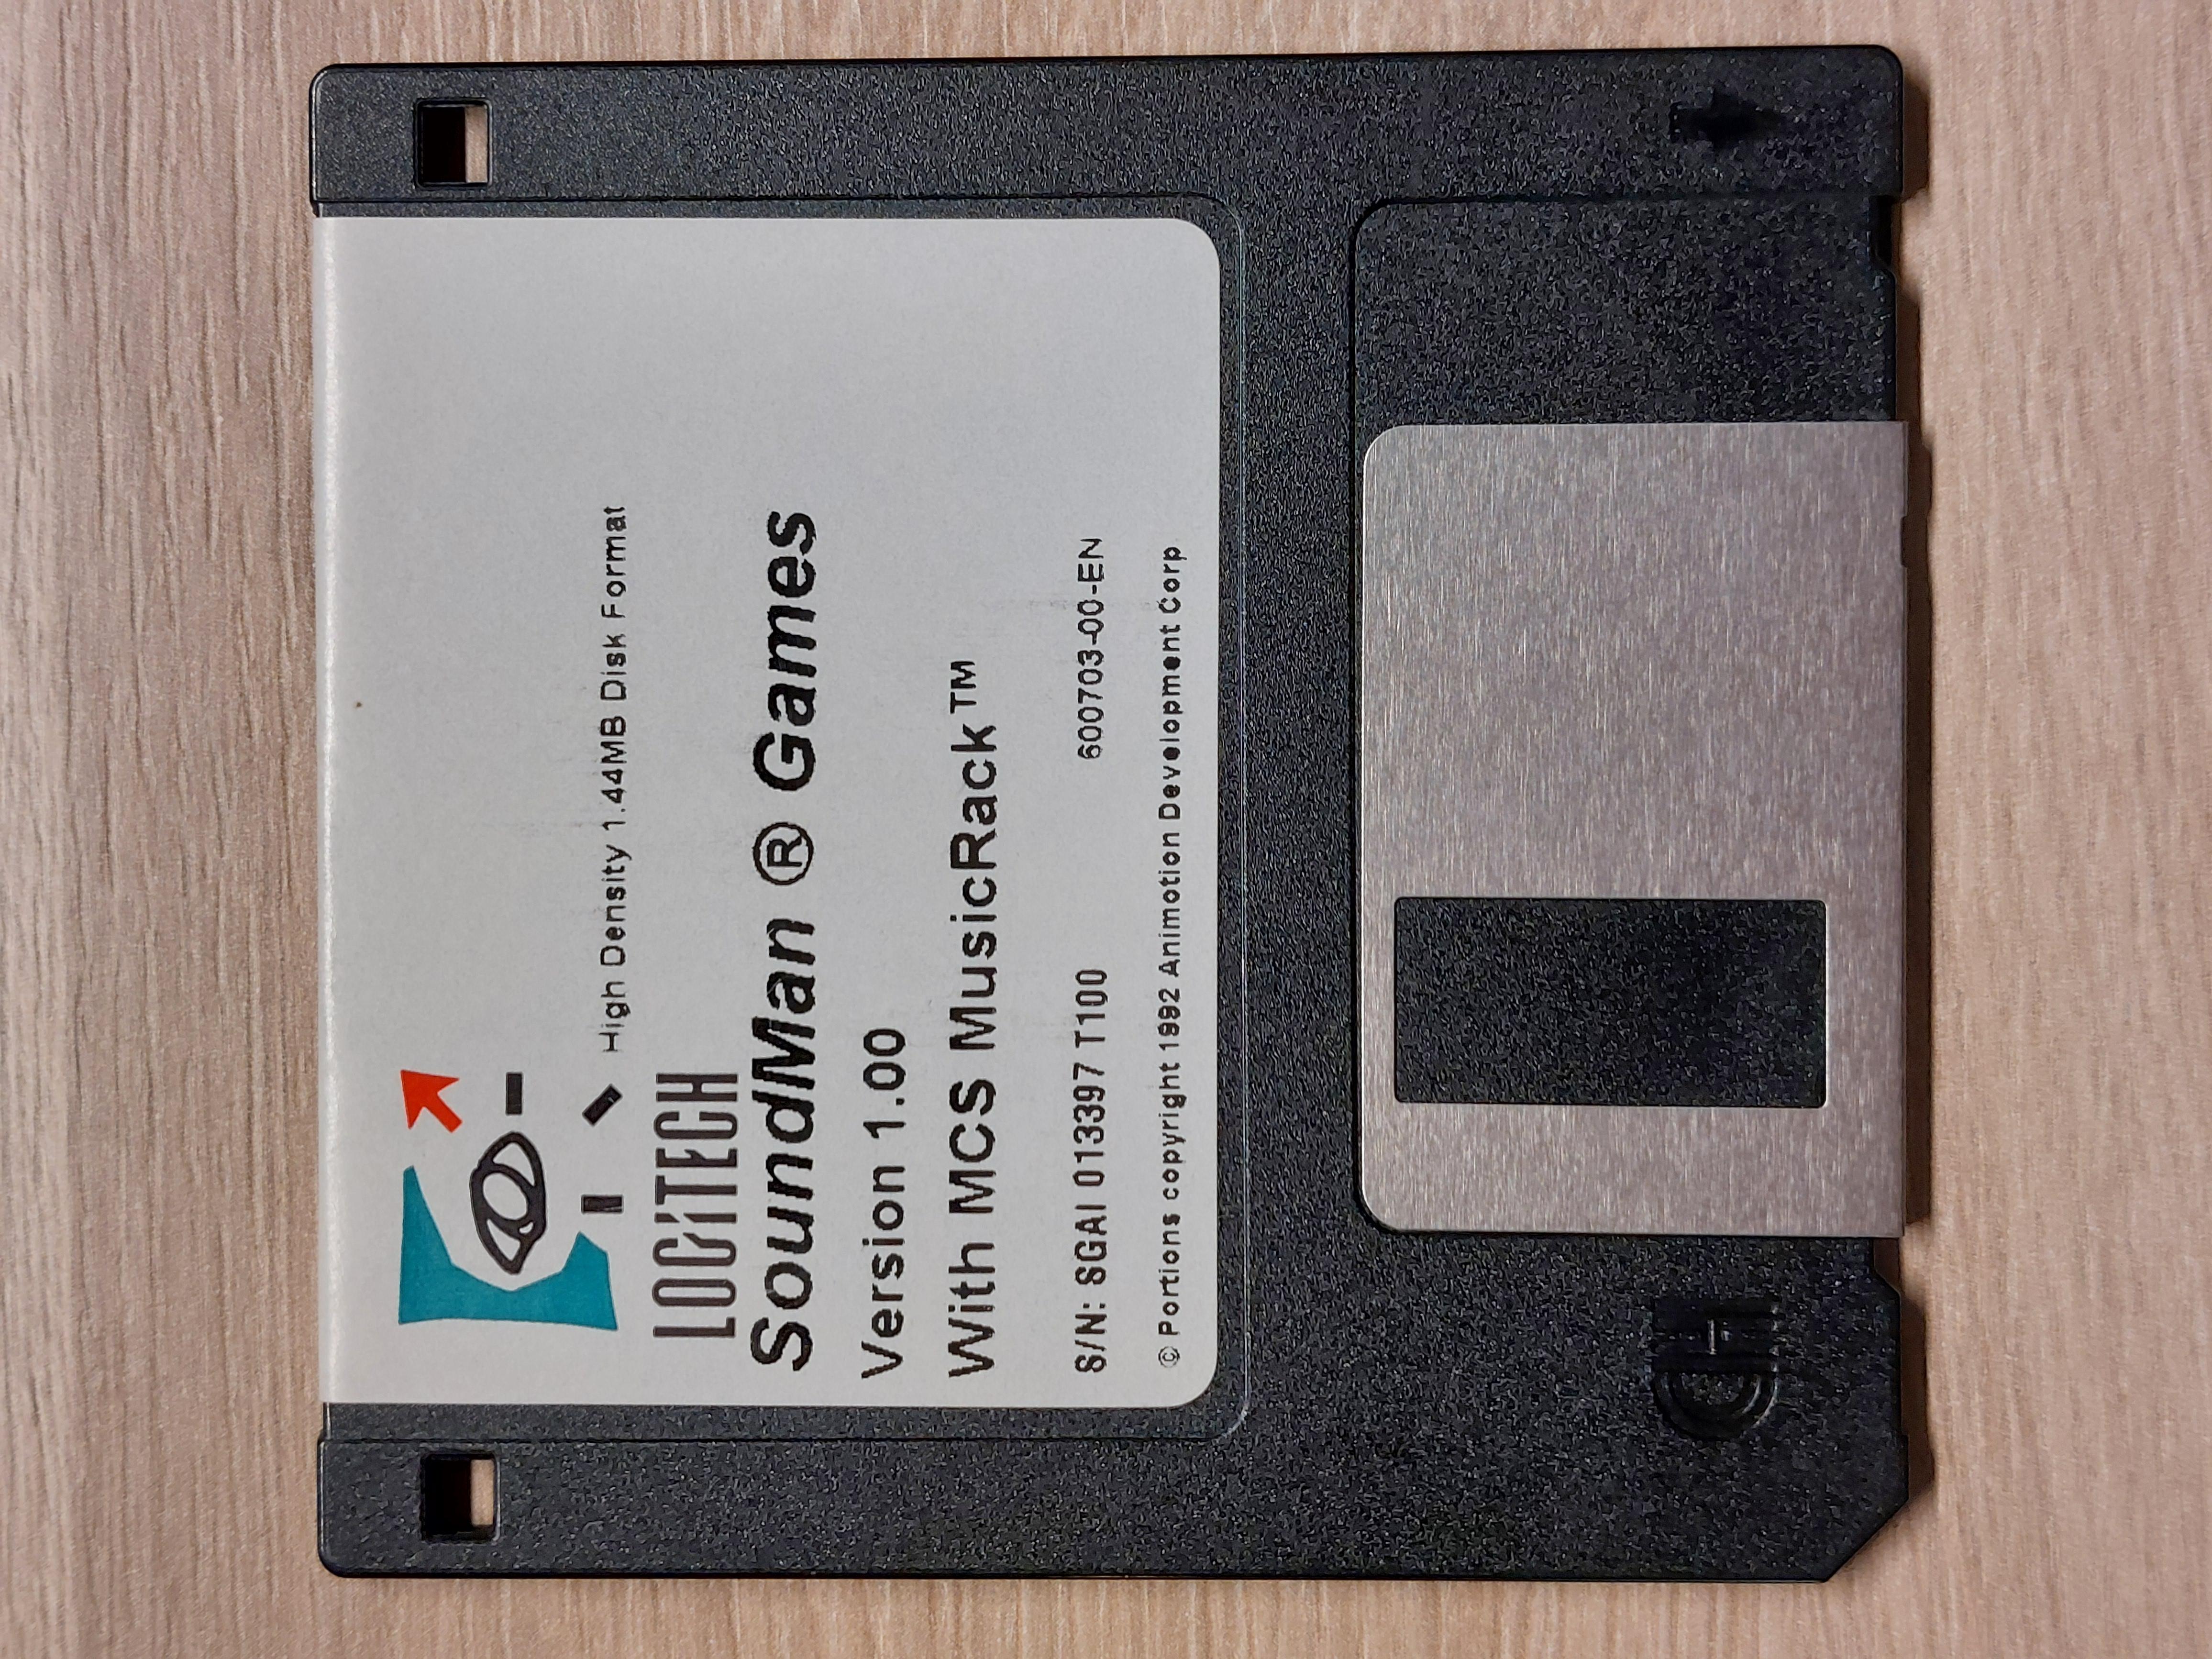 High Density 1.44MB Disk Format
LOGITECH
SoundMan ® Games
Version 1.00
With MCS MusicRack™
S/N: SGAI 013397 T100 600703-00-EN
© Portions copyright 1992 Animotion Development Corp
HD